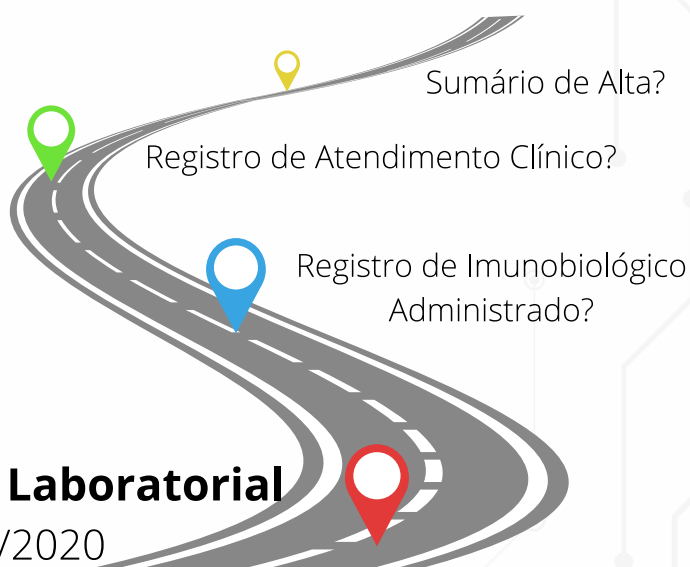 Sumário de Alta?
Registro de Atendimento Clínico?
Registro de Imunobiológico
Administrado?
Laboratorial
/2020